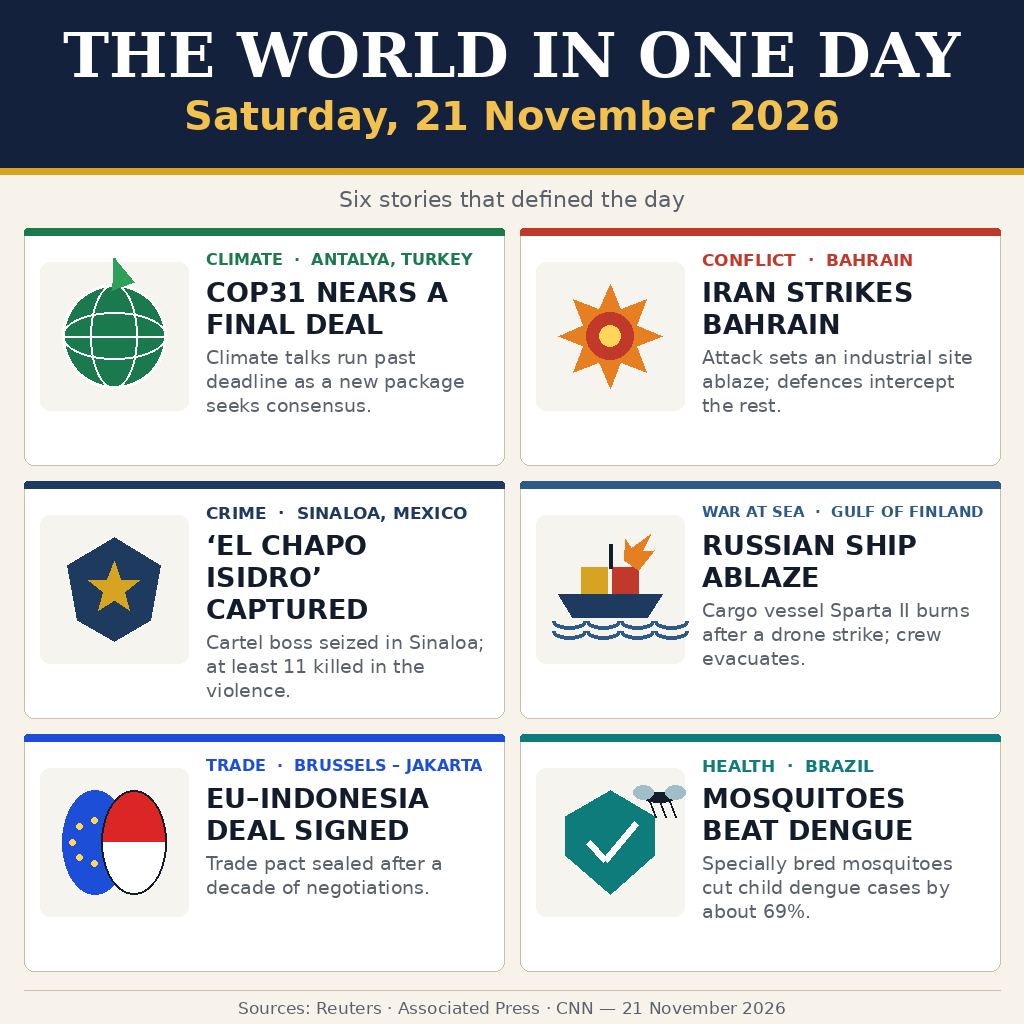 THE WORLD IN ONE DAY
Saturday, 21 November 2026
Six stories that defined the day
CLIMATE · ANTALYA, TURKEY
COP31 NEARS A
FINAL DEAL
Climate talks run past
deadline as a new package
seeks consensus.
CONFLICT · BAHRAIN
IRAN STRIKES
BAHRAIN
Attack sets an industrial site
ablaze; defences intercept
the rest.
CRIME · SINALOA, MEXICO
‘EL CHAPO
ISIDRO’
CAPTURED
Cartel boss seized in Sinaloa;
at least 11 killed in the
violence.
WAR AT SEA · GULF OF FINLAND
RUSSIAN SHIP
ABLAZE
Cargo vessel Sparta II burns
after a drone strike; crew
evacuates.
TRADE · BRUSSELS – JAKARTA
EU–INDONESIA
DEAL SIGNED
Trade pact sealed after a
decade of negotiations.
HEALTH · BRAZIL
MOSQUITOES
BEAT DENGUE
Specially bred mosquitoes
cut child dengue cases by
about 69%.
Sources: Reuters · Associated Press · CNN — 21 November 2026